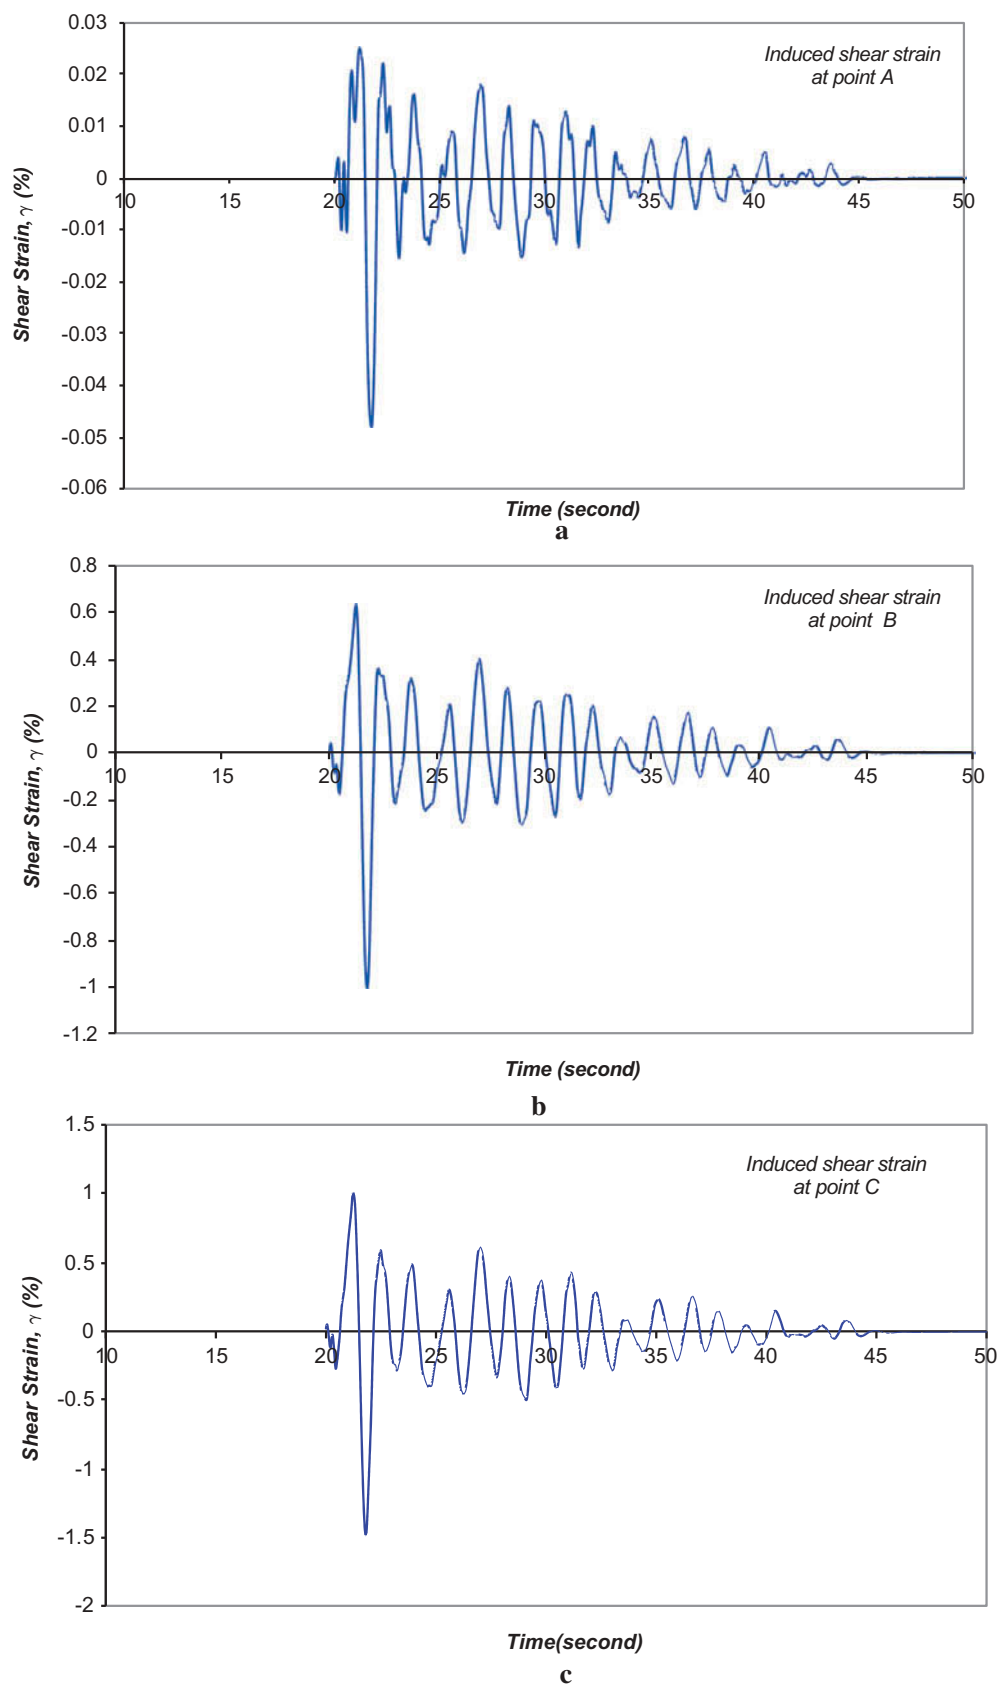 0.03
Induced shear strain
at point A
0.02
0.01
0
-0.01
-0.02
-0.03
-0.04
-0.05
-0.06
10 15 20 25 30 35 40 45 50
Shear Strain, γ (%)
Time (second)
a
0.8
Induced shear strain
at point B
0.6
0.4
0.2
0
-0.2
-0.4
-0.6
-0.8
-1
-1.2
10 15 20 25 30 35 40 45 50
Shear Strain, γ (%)
Time (second)
b
1.5
Induced shear strain
at point C
1
0.5
0
-0.5
-1
-1.5
-2
10 15 20 25 30 35 40 45 50
Shear Strain, γ (%)
Time(second)
c